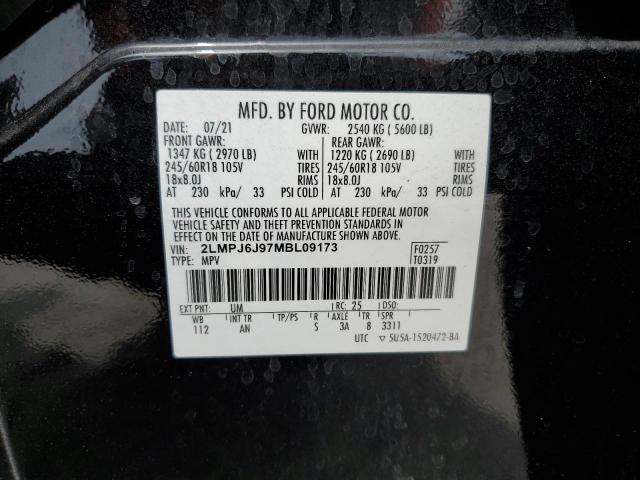 MFD. BY FORD MOTOR CO.
DATE: 07/21 GVWR: 2540 KG ( 5600 LB)
FRONT GAWR: REAR GAWR:
1347 KG ( 2970 LB) WITH 1220 KG ( 2690 LB) WITH
245/60R18 105V TIRES 245/60R18 105V TIRES
18x8.0J RIMS 18x8.0J RIMS
AT 230 kPa/ 33 PSI COLD AT 230 kPa/ 33 PSI COLD
THIS VEHICLE CONFORMS TO ALL APPLICABLE FEDERAL MOTOR
VEHICLE SAFETY AND THEFT PREVENTION STANDARDS IN
EFFECT ON THE DATE OF MANUFACTURE SHOWN ABOVE.
VIN: 2LMPJ6J97MBL09173 F0257
TYPE: MPV T0319
EXT PNT: UM RC: 25 DSO:
WB INT TR TP/PS R AXLE TR SPR
112 AN S 3A 8 3311
UTC ▽ 5U5A-1520472-BA